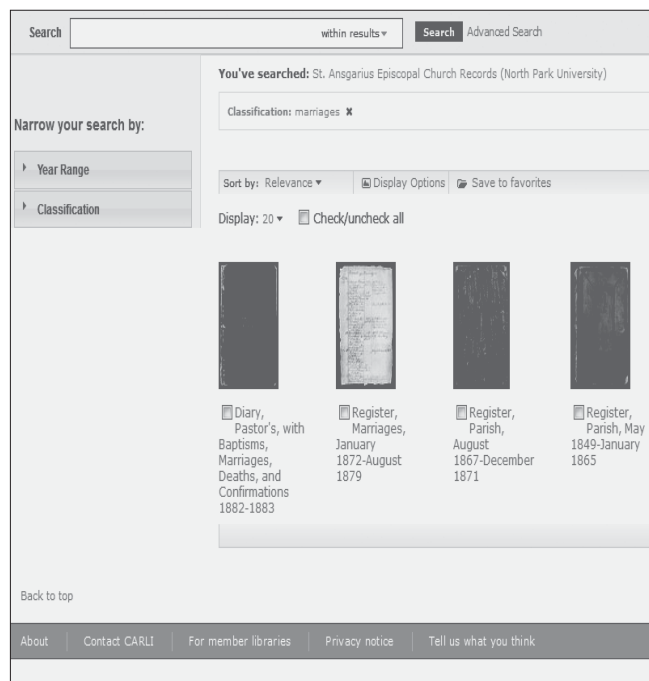 Search within results Search Advanced Search
You've searched: St. Ansgarius Episcopal Church Records (North Park University)
Classification: marriages ✖
Narrow your search by:
Year Range
Classification
Sort by: Relevance Display Options Save to favorites
Display: 20 Check/uncheck all
Diary,
Pastor's, with
Baptisms,
Marriages,
Deaths, and
Confirmations
1882-1883
Register,
Marriages,
January
1872-August
1879
Register,
Parish,
August
1867-December
1871
Register,
Parish, May
1849-January
1865
Back to top
About Contact CARLI For member libraries Privacy notice Tell us what you think